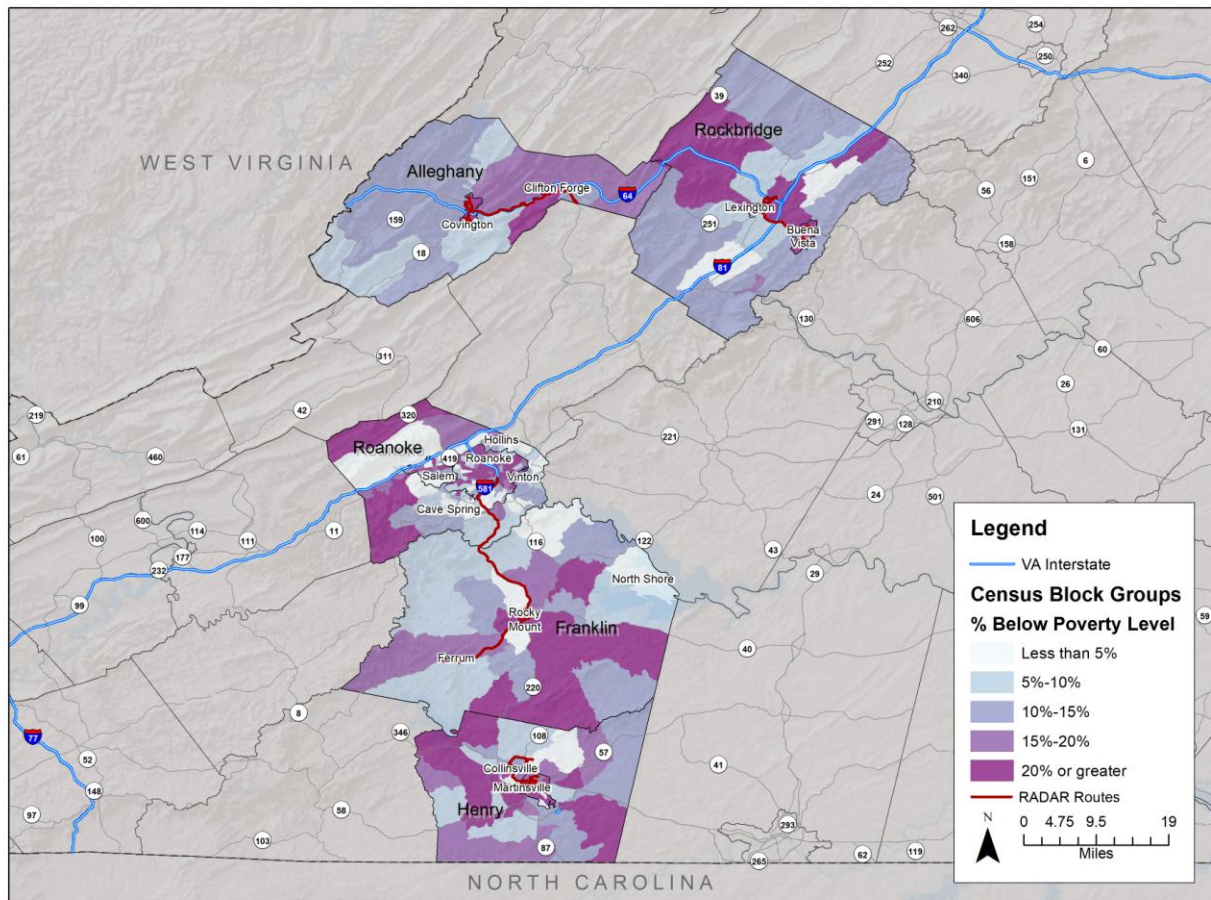 262
254
250
252
340
39
Rockbridge
WEST VIRGINIA
6
Alleghany
151
Clifton Forge
64
56
Lexington
159
251
Covington
Buena
Vista
158
18
81
130
606
311
60
26
42
320
210
219
291
128
131
221
Roanoke
Hollins
61
460
419
Roanoke
Salem
Vinton
581
24
501
Cave Spring
600
114
11
100
111
116
122
43
177
232
29
North Shore
99
Rocky
Mount
Franklin
59
40
Ferrum
220
8
346
108
57
77
Collinsville
41
52
Martinsville
148
Henry
58
97
293
103
87
265
62
119
NORTH CAROLINA
Legend
VA Interstate
Census Block Groups
% Below Poverty Level
Less than 5%
5%-10%
10%-15%
15%-20%
20% or greater
RADAR Routes
N
0 4.75 9.5 19
Miles